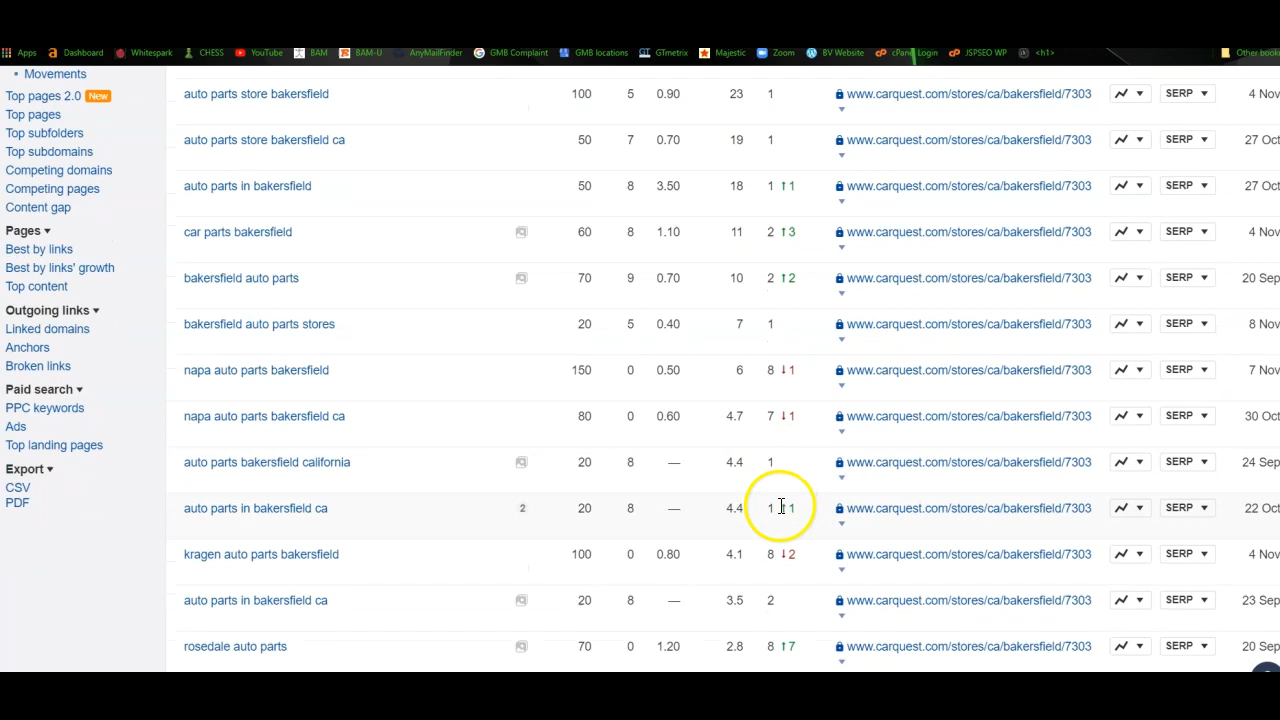 Apps Dashboard Whitespark CHESS YouTube BAM BAM-U AnyMailFinder GMB Complaint GMB locations GTmetrix Majestic Zoom BV Website cPanel Login JSPSEO WP <h1>
Movements
Top pages 2.0 New
Top pages
Top subfolders
Top subdomains
Competing domains
Competing pages
Content gap
Pages
Best by links
Best by links' growth
Top content
Outgoing links
Linked domains
Anchors
Broken links
Paid search
PPC keywords
Ads
Top landing pages
Export
CSV
PDF
auto parts store bakersfield 100 5 0.90 23 1 www.carquest.com/stores/ca/bakersfield/7303 SERP 4 Nov
auto parts store bakersfield ca 50 7 0.70 19 1 www.carquest.com/stores/ca/bakersfield/7303 SERP 27 Oct
auto parts in bakersfield 50 8 3.50 18 1 ↑1 www.carquest.com/stores/ca/bakersfield/7303 SERP 27 Oct
car parts bakersfield 60 8 1.10 11 2 ↑3 www.carquest.com/stores/ca/bakersfield/7303 SERP 4 Nov
bakersfield auto parts 70 9 0.70 10 2 ↑2 www.carquest.com/stores/ca/bakersfield/7303 SERP 20 Sep
bakersfield auto parts stores 20 5 0.40 7 1 www.carquest.com/stores/ca/bakersfield/7303 SERP 8 Nov
napa auto parts bakersfield 150 0 0.50 6 8 ↓1 www.carquest.com/stores/ca/bakersfield/7303 SERP 7 Nov
napa auto parts bakersfield ca 80 0 0.60 4.7 7 ↓1 www.carquest.com/stores/ca/bakersfield/7303 SERP 30 Oct
auto parts bakersfield california 20 8 — 4.4 1 www.carquest.com/stores/ca/bakersfield/7303 SERP 24 Sep
auto parts in bakersfield ca 2 20 8 — 4.4 1 ↑1 www.carquest.com/stores/ca/bakersfield/7303 SERP 22 Oct
kragen auto parts bakersfield 100 0 0.80 4.1 8 ↓2 www.carquest.com/stores/ca/bakersfield/7303 SERP 4 Nov
auto parts in bakersfield ca 20 8 — 3.5 2 www.carquest.com/stores/ca/bakersfield/7303 SERP 23 Sep
rosedale auto parts 70 0 1.20 2.8 8 ↑7 www.carquest.com/stores/ca/bakersfield/7303 SERP 20 Sep